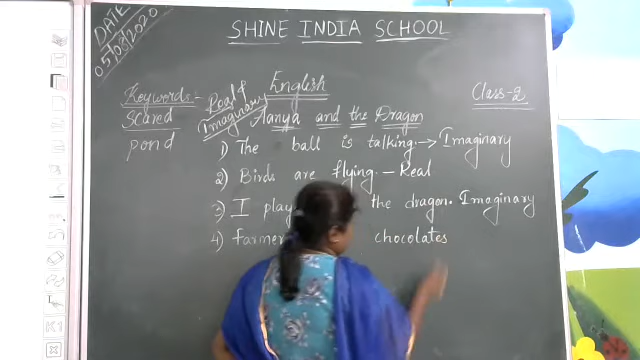 DATE
05/03/2020
SHINE INDIA SCHOOL
English
Class-2
Keywords:-
Scared
pond
Real &
Imaginary
Aanya and the Dragon
1) The ball is talking.→ Imaginary
2) Birds are flying. - Real
3) I play the dragon. Imaginary
4) farmer chocolates